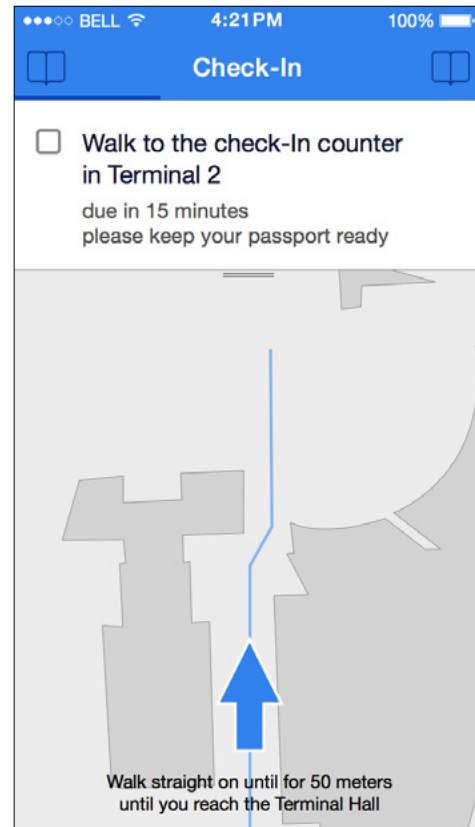 BELL 4:21PM 100%
Check-In
Walk to the check-In counter
in Terminal 2
due in 15 minutes
please keep your passport ready
Walk straight on until for 50 meters
until you reach the Terminal Hall